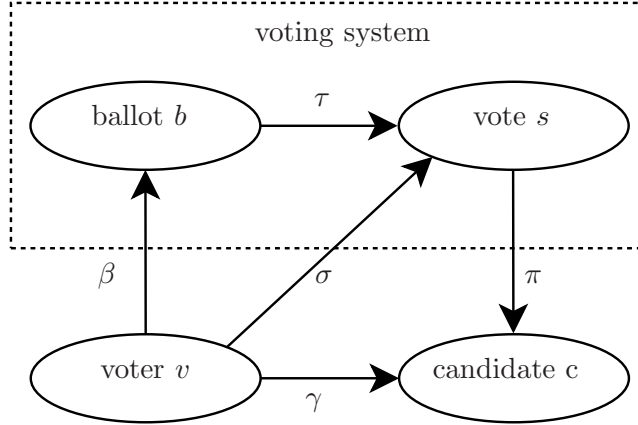 voting system
ballot b
τ
vote s
β
σ
π
voter v
γ
candidate c